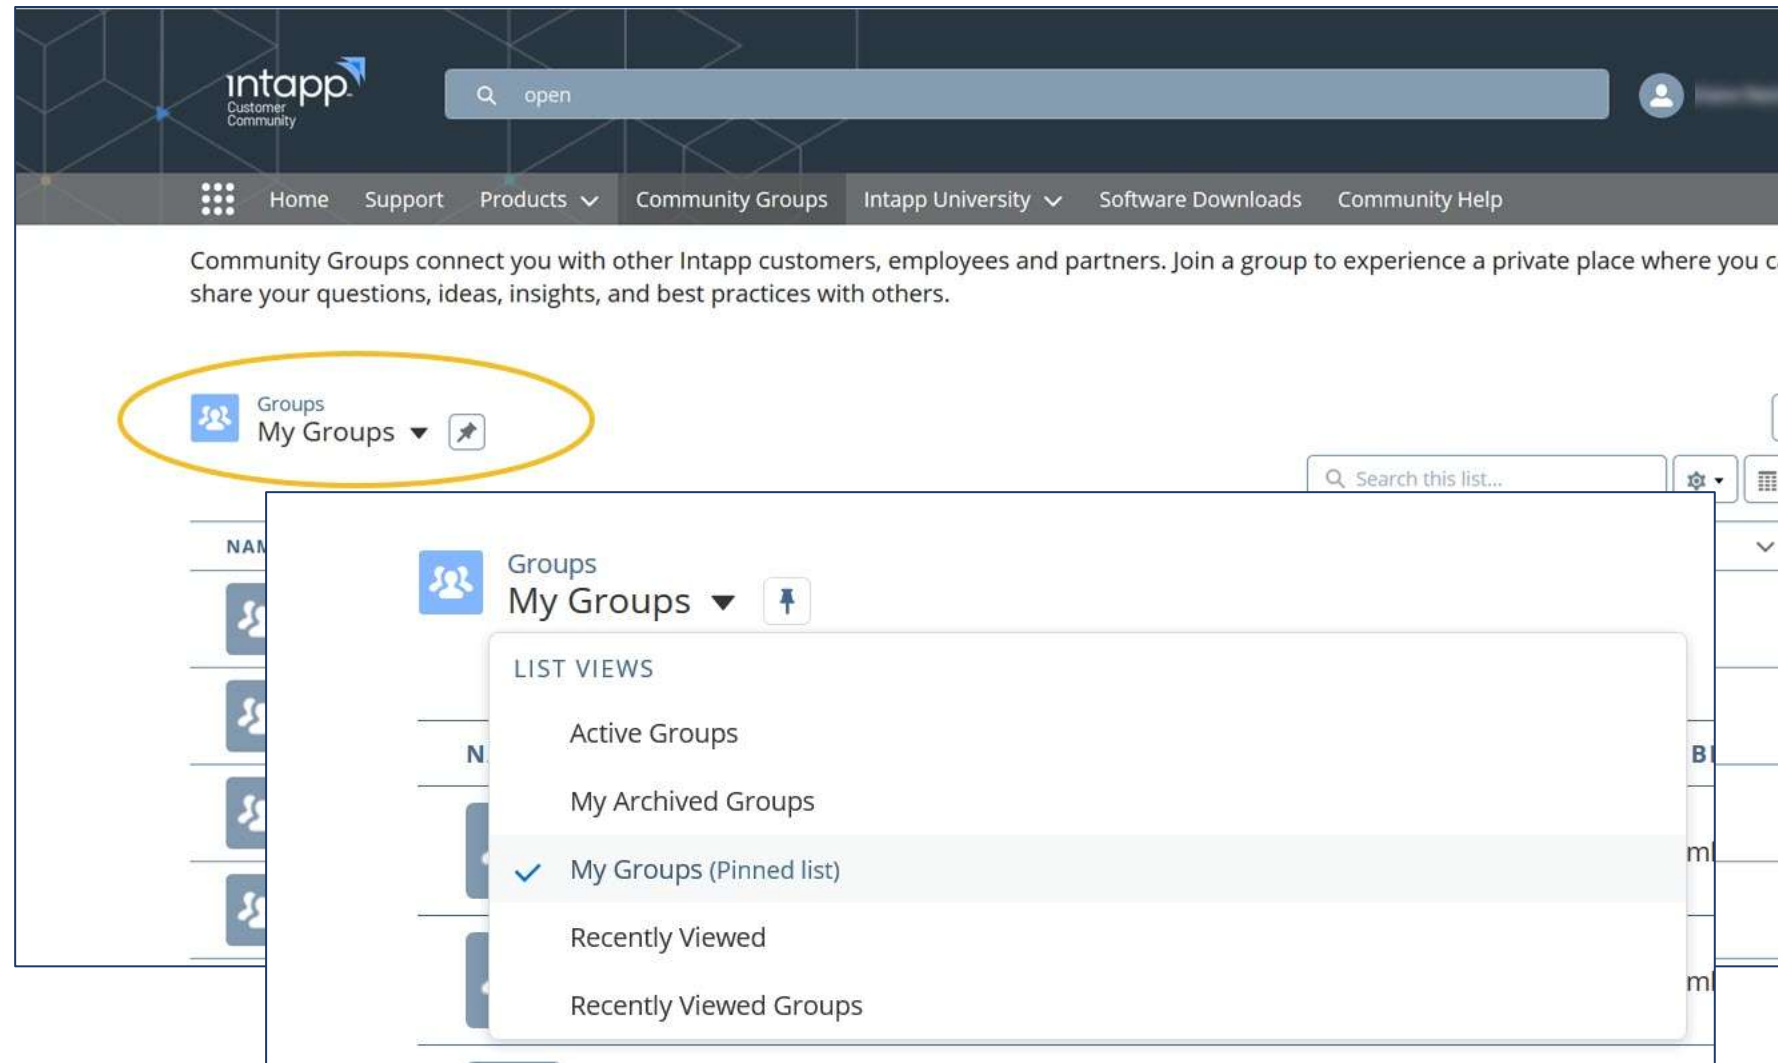 ıntapp
Customer
Community
open
Home Support Products Community Groups Intapp University Software Downloads Community Help
Community Groups connect you with other Intapp customers, employees and partners. Join a group to experience a private place where you
share your questions, ideas, insights, and best practices with others.
Groups
My Groups
Search this list...
Groups
My Groups
LIST VIEWS
Active Groups
My Archived Groups
My Groups (Pinned list)
Recently Viewed
Recently Viewed Groups